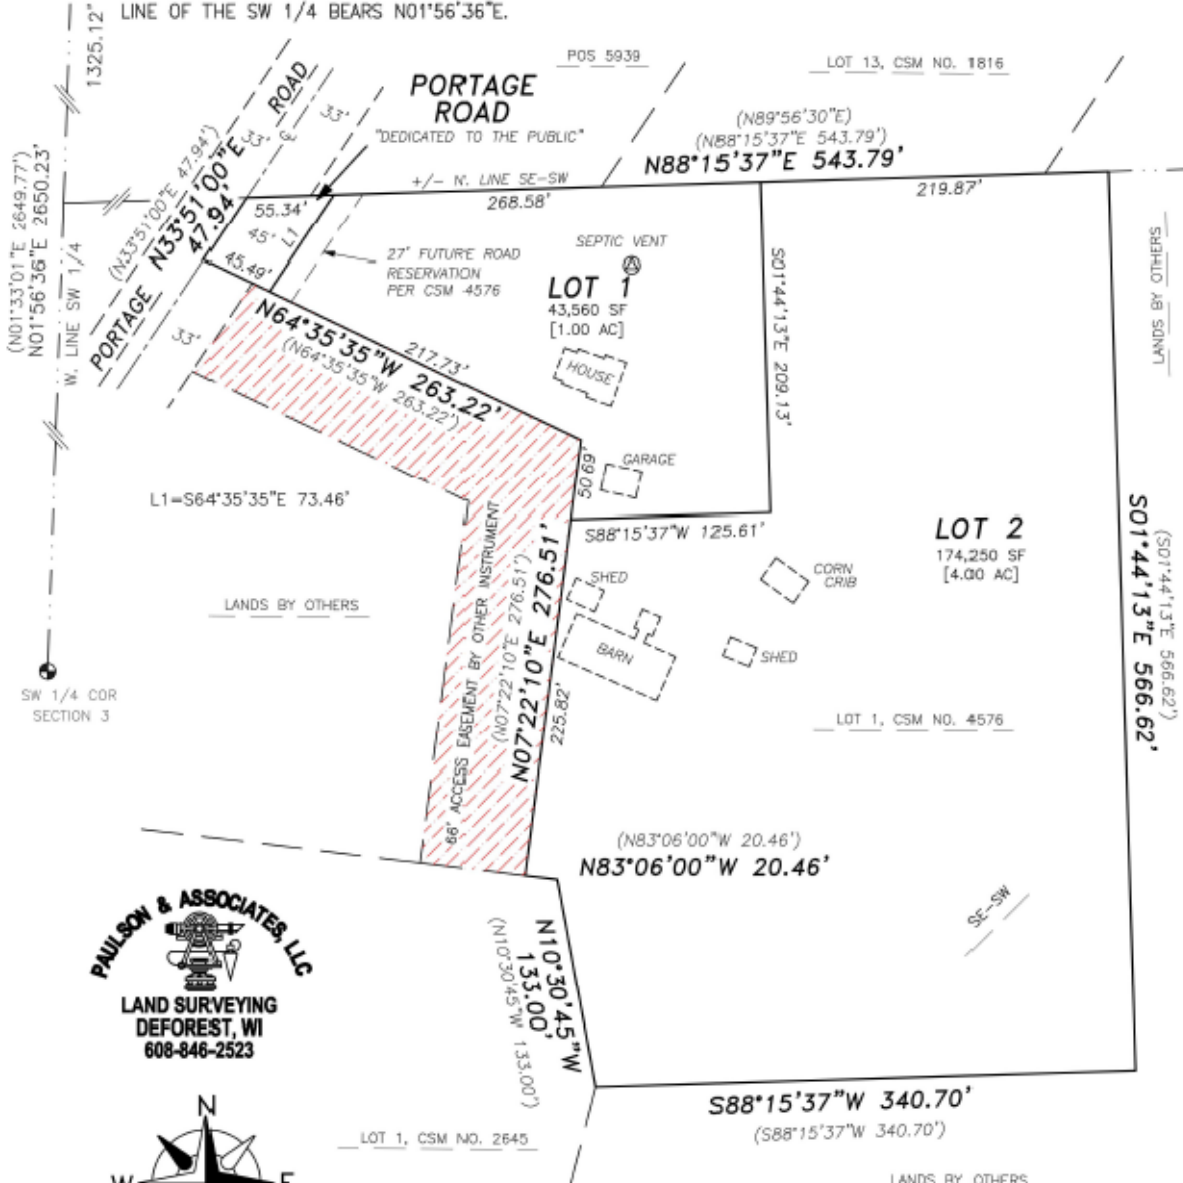 LINE OF THE SW 1/4 BEARS N01°56'36"E.
1325.12'
POS 5939
LOT 13, CSM NO. 1816
PORTAGE
ROAD
"DEDICATED TO THE PUBLIC"
(N89°56'30"E)
(N88°15'37"E 543.79')
N88°15'37"E 543.79'
+/- N. LINE SE-SW
268.58'
219.87'
PORTAGE ROAD
33'
33'
℄
(N33°51'00"E 47.94')
N33°51'00"E
47.94'
55.34'
45'
L1
45.49'
33'
(N01°33'01"E 2649.77')
N01°56'36"E 2650.23'
W. LINE SW 1/4
27' FUTURE ROAD
RESERVATION
PER CSM 4576
SEPTIC VENT
LOT 1
43,560 SF
[1.00 AC]
HOUSE
S01°44'13"E 209.13'
LANDS BY OTHERS
N64°35'35"W 263.22'
(N64°35'35"W 263.22')
217.73'
50.69'
GARAGE
L1=S64°35'35"E 73.46'
S88°15'37"W 125.61'
LOT 2
174,250 SF
[4.00 AC]
S01°44'13"E 566.62'
(S01°44'13"E 566.62')
SHED
CORN
CRIB
BARN
SHED
LANDS BY OTHERS
66' ACCESS EASEMENT BY OTHER INSTRUMENT
(N07°22'10"E 276.51')
N07°22'10"E 276.51'
225.82'
SW 1/4 COR
SECTION 3
LOT 1, CSM NO. 4576
(N83°06'00"W 20.46')
N83°06'00"W 20.46'
SE-SW
PAULSON & ASSOCIATES, LLC
LAND SURVEYING
DEFOREST, WI
608-846-2523
N10°30'45"W
133.00'
(N10°30'45"W 133.00')
S88°15'37"W 340.70'
(S88°15'37"W 340.70')
N
W
E
LOT 1, CSM NO. 2645
LANDS BY OTHERS